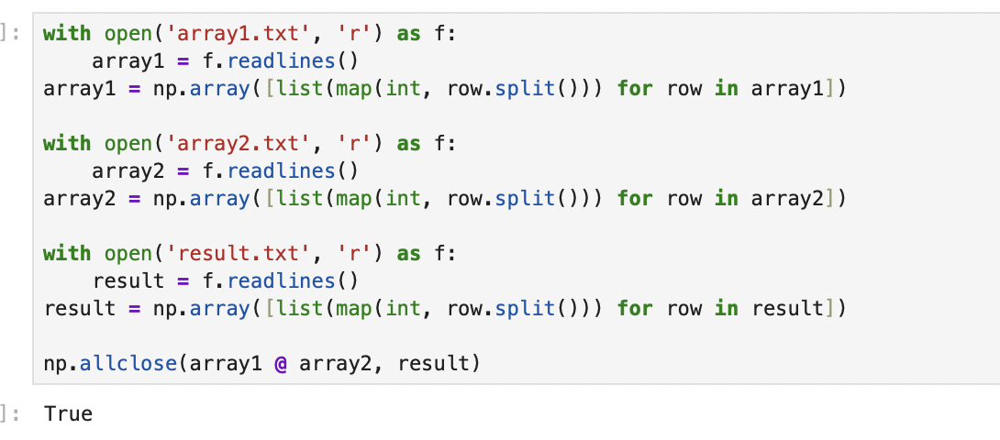 ]:
with open('array1.txt', 'r') as f:
    array1 = f.readlines()
array1 = np.array([list(map(int, row.split())) for row in array1])

with open('array2.txt', 'r') as f:
    array2 = f.readlines()
array2 = np.array([list(map(int, row.split())) for row in array2])

with open('result.txt', 'r') as f:
    result = f.readlines()
result = np.array([list(map(int, row.split())) for row in result])

np.allclose(array1 @ array2, result)
]:
True